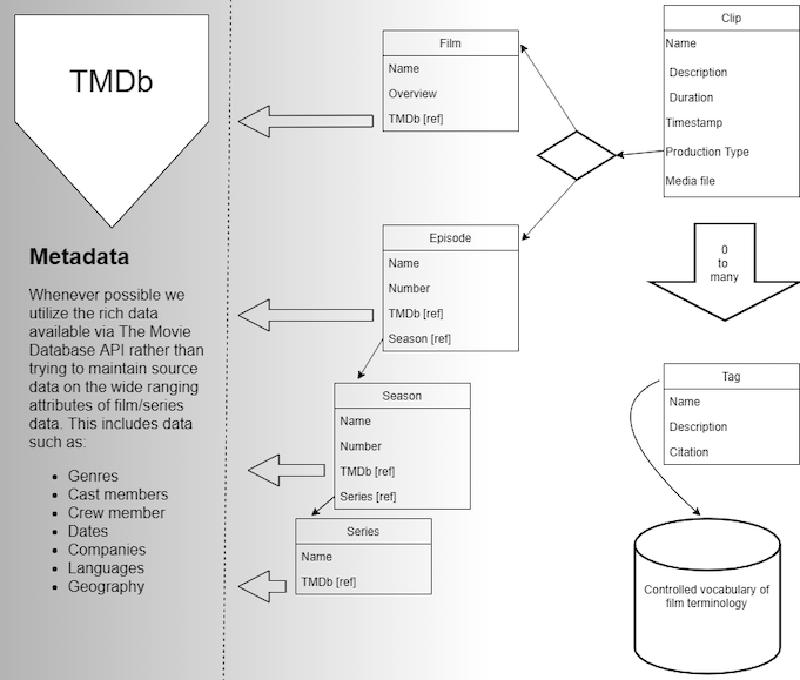 TMDb
Metadata
Whenever possible we
utilize the rich data
available via The Movie
Database API rather than
trying to maintain source
data on the wide ranging
attributes of film/series
data. This includes data
such as:
Genres
Cast members
Crew member
Dates
Companies
Languages
Geography
Film
Name
Overview
TMDb [ref]
Episode
Name
Number
TMDb [ref]
Season [ref]
Season
Name
Number
TMDb [ref]
Series [ref]
Series
Name
TMDb [ref]
Clip
Name
Description
Duration
Timestamp
Production Type
Media file
0
to
many
Tag
Name
Description
Citation
Controlled vocabulary of
film terminology